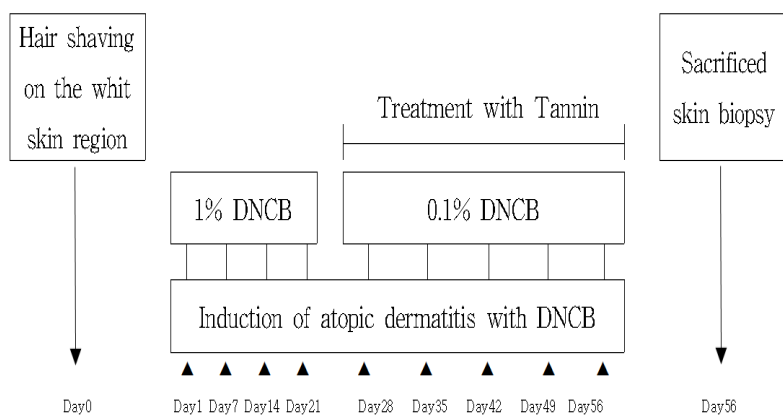 Hair shaving
on the whit
skin region
Sacrificed
skin biopsy
Treatment with Tannin
1% DNCB
0.1% DNCB
Induction of atopic dermatitis with DNCB
Day0
Day1 Day7 Day14 Day21 Day28 Day35 Day42 Day49 Day56
Day56